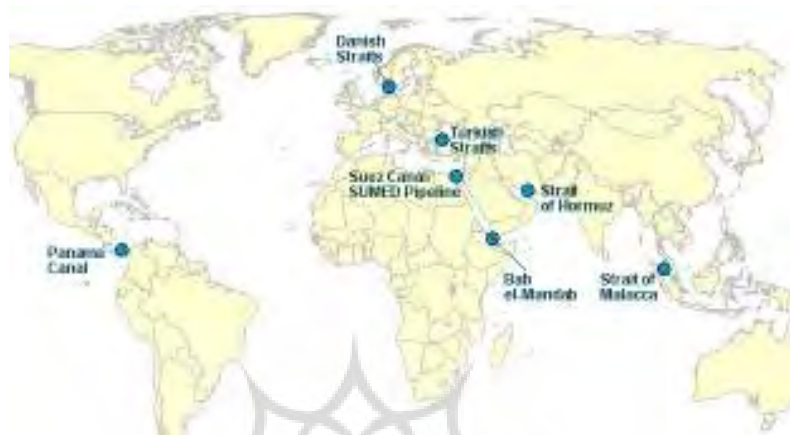 Danish
Straits
Turkish
Straits
Suez Canal
SUMED Pipeline
Strait
of Hormuz
Panama
Canal
Bab
el-Mandab
Strait of
Malacca